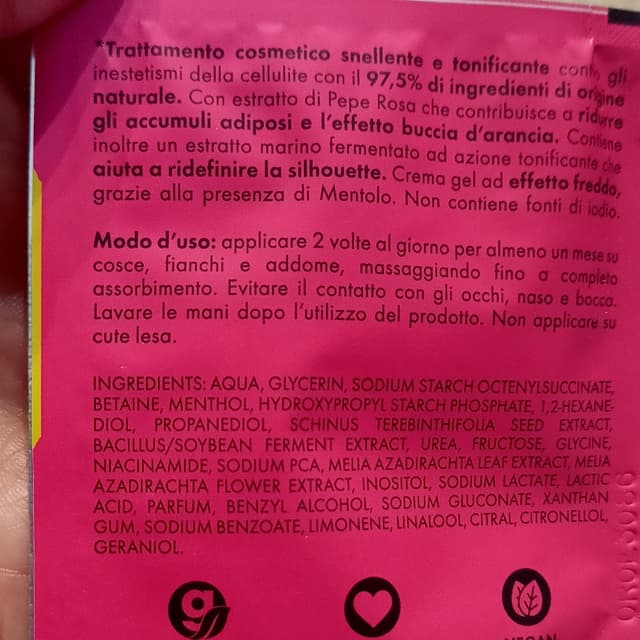 *Trattamento cosmetico snellente e tonificante contro gli
inestetismi della cellulite con il 97,5% di ingredienti di origine
naturale. Con estratto di Pepe Rosa che contribuisce a ridurre
gli accumuli adiposi e l'effetto buccia d'arancia. Contiene
inoltre un estratto marino fermentato ad azione tonificante che
aiuta a ridefinire la silhouette. Crema gel ad effetto freddo,
grazie alla presenza di Mentolo. Non contiene fonti di iodio.
Modo d'uso: applicare 2 volte al giorno per almeno un mese su
cosce, fianchi e addome, massaggiando fino a completo
assorbimento. Evitare il contatto con gli occhi, naso e bocca.
Lavare le mani dopo l'utilizzo del prodotto. Non applicare su
cute lesa.
INGREDIENTS: AQUA, GLYCERIN, SODIUM STARCH OCTENYLSUCCINATE,
BETAINE, MENTHOL, HYDROXYPROPYL STARCH PHOSPHATE, 1,2-HEXANE-
DIOL, PROPANEDIOL, SCHINUS TEREBINTHIFOLIA SEED EXTRACT,
BACILLUS/SOYBEAN FERMENT EXTRACT, UREA, FRUCTOSE, GLYCINE,
NIACINAMIDE, SODIUM PCA, MELIA AZADIRACHTA LEAF EXTRACT, MELIA
AZADIRACHTA FLOWER EXTRACT, INOSITOL, SODIUM LACTATE, LACTIC
ACID, PARFUM, BENZYL ALCOHOL, SODIUM GLUCONATE, XANTHAN
GUM, SODIUM BENZOATE, LIMONENE, LINALOOL, CITRAL, CITRONELLOL,
GERANIOL.
VEGAN